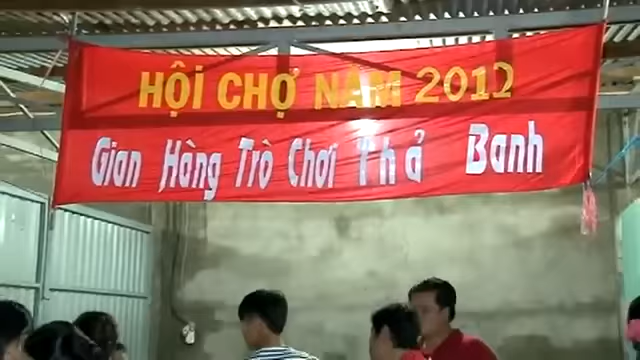 HỘI CHỢ NĂM 2012
Gian Hàng Trò Chơi Thả Banh